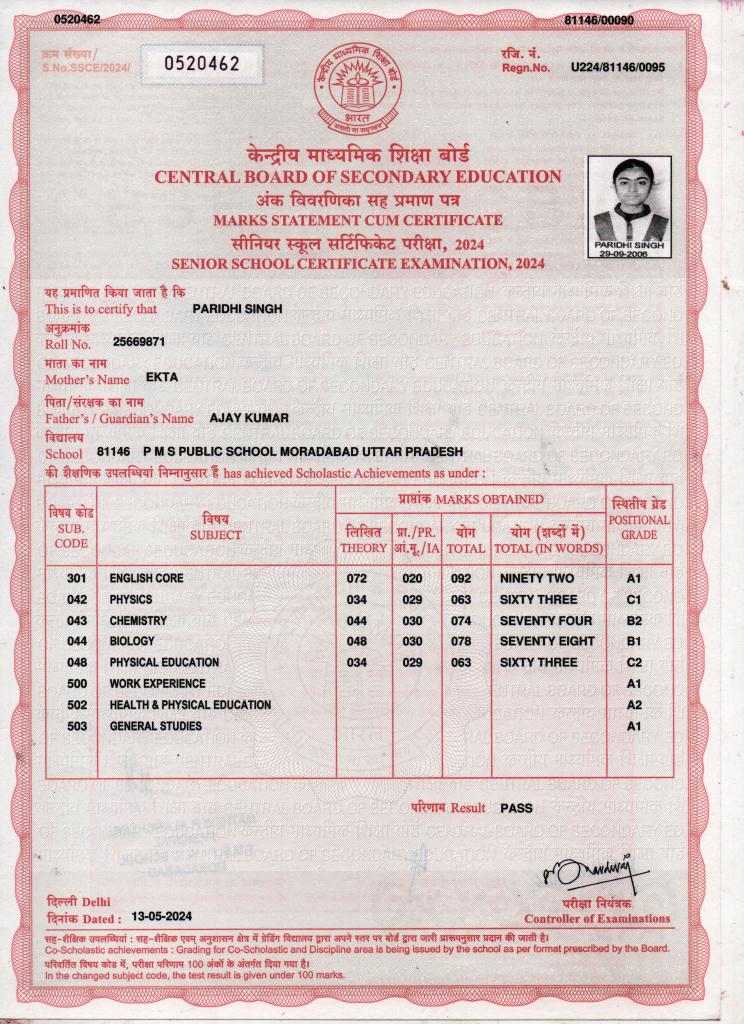 0520462 81146/00090
क्रम संख्या/
S.No.SSCE/2024/ 0520462
रजि. नं.
Regn.No. U224/81146/0095
केन्द्रीय माध्यमिक शिक्षा बोर्ड
भारत
असतो मा सद्गमय
केन्द्रीय माध्यमिक शिक्षा बोर्ड
CENTRAL BOARD OF SECONDARY EDUCATION
अंक विवरणिका सह प्रमाण पत्र
MARKS STATEMENT CUM CERTIFICATE
सीनियर स्कूल सर्टिफिकेट परीक्षा, 2024
SENIOR SCHOOL CERTIFICATE EXAMINATION, 2024
PARIDHI SINGH
29-09-2006
यह प्रमाणित किया जाता है कि
This is to certify that PARIDHI SINGH
अनुक्रमांक
Roll No. 25669871
माता का नाम
Mother's Name EKTA
पिता/संरक्षक का नाम
Father's / Guardian's Name AJAY KUMAR
विद्यालय
School 81146 P M S PUBLIC SCHOOL MORADABAD UTTAR PRADESH
की शैक्षणिक उपलब्धियां निम्नानुसार हैं has achieved Scholastic Achievements as under :
विषय कोड
SUB.
CODE
विषय
SUBJECT
प्राप्तांक MARKS OBTAINED
लिखित
THEORY
प्रा./PR.
आं.मू./IA
योग
TOTAL
योग (शब्दों में)
TOTAL (IN WORDS)
स्थितीय ग्रेड
POSITIONAL
GRADE
301 ENGLISH CORE 072 020 092 NINETY TWO A1
042 PHYSICS 034 029 063 SIXTY THREE C1
043 CHEMISTRY 044 030 074 SEVENTY FOUR B2
044 BIOLOGY 048 030 078 SEVENTY EIGHT B1
048 PHYSICAL EDUCATION 034 029 063 SIXTY THREE C2
500 WORK EXPERIENCE A1
502 HEALTH & PHYSICAL EDUCATION A2
503 GENERAL STUDIES A1
परिणाम Result PASS
दिल्ली Delhi
दिनांक Dated : 13-05-2024
परीक्षा नियंत्रक
Controller of Examinations
सह-शैक्षिक उपलब्धियां : सह-शैक्षिक एवम् अनुशासन क्षेत्र में ग्रेडिंग विद्यालय द्वारा अपने स्तर पर बोर्ड द्वारा जारी प्रारूपनुसार प्रदान की जाती है।
Co-Scholastic achievements : Grading for Co-Scholastic and Discipline area is being issued by the school as per format prescribed by the Board.
परिवर्तित विषय कोड में, परीक्षा परिणाम 100 अंकों के अंतर्गत दिया गया है।
In the changed subject code, the test result is given under 100 marks.